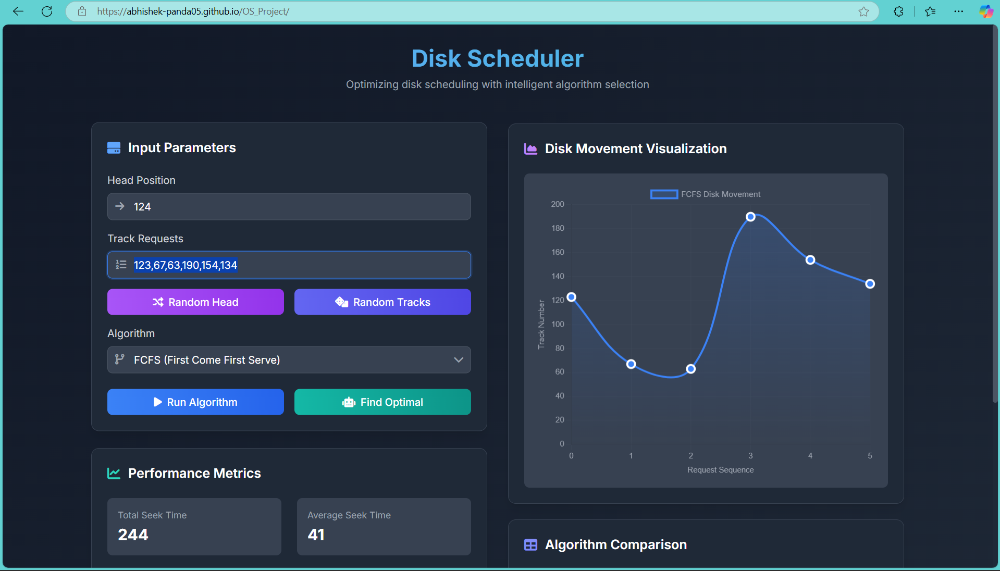 https://abhishek-panda05.github.io/OS_Project/
Disk Scheduler
Optimizing disk scheduling with intelligent algorithm selection
Input Parameters
Head Position
124
Track Requests
123,67,63,190,154,134
Random Head
Random Tracks
Algorithm
FCFS (First Come First Serve)
Run Algorithm
Find Optimal
Performance Metrics
Total Seek Time
244
Average Seek Time
41
Disk Movement Visualization
FCFS Disk Movement
200
180
160
140
120
100
80
60
40
20
0
Track Number
0 1 2 3 4 5
Request Sequence
Algorithm Comparison